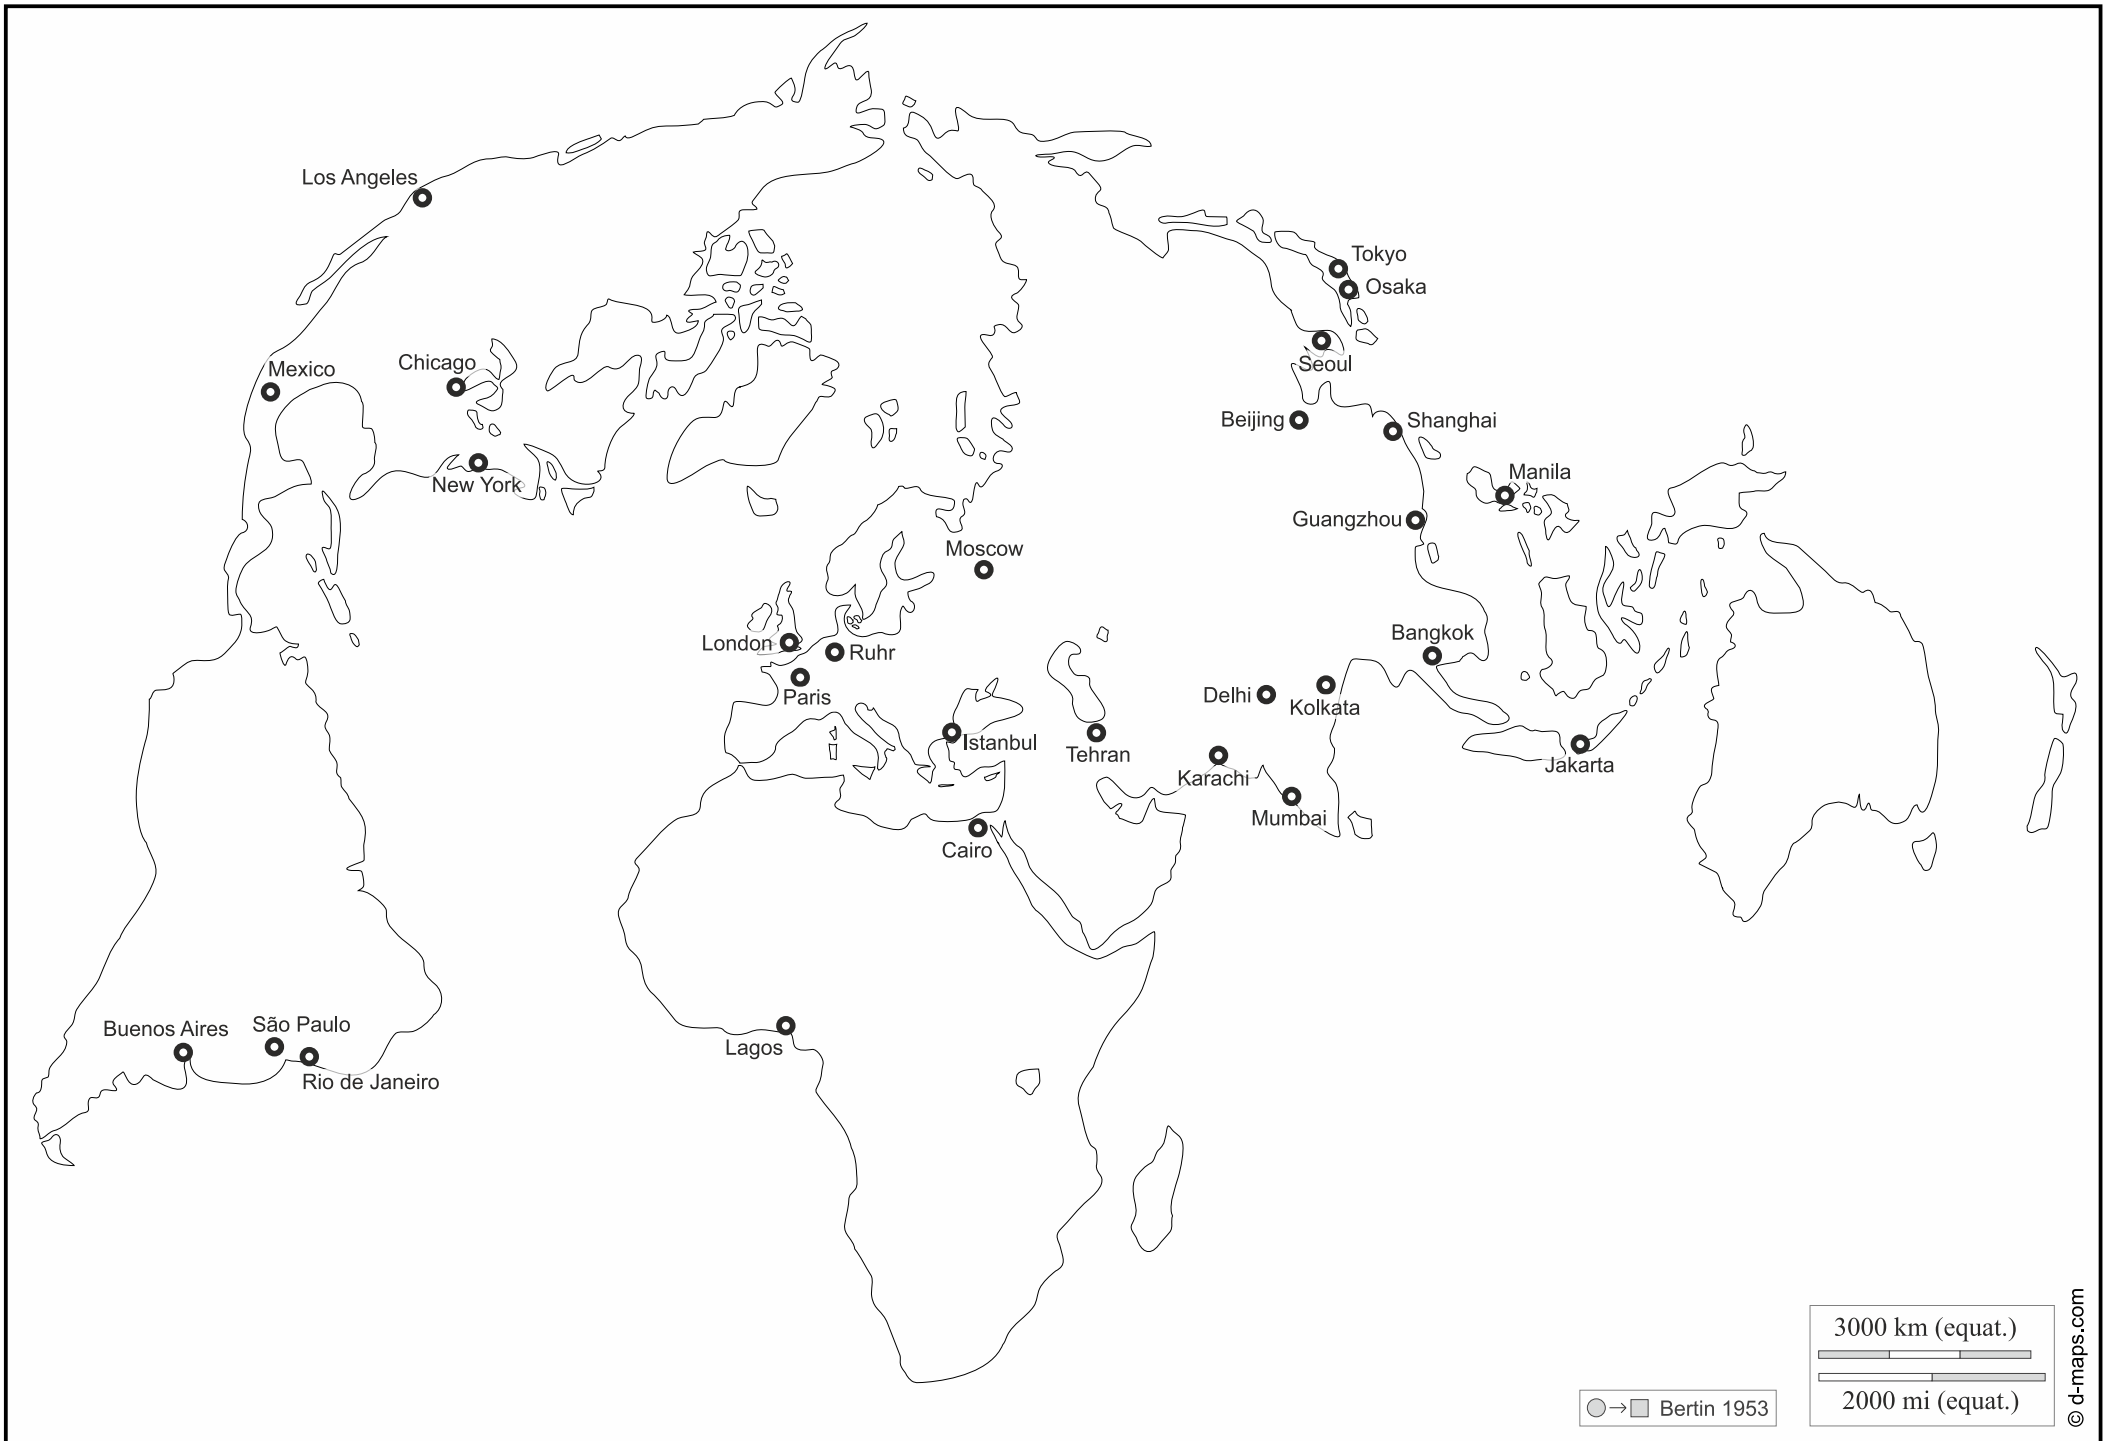 Los Angeles
Tokyo
Osaka
Seoul
Mexico
Chicago
Beijing
Shanghai
New York
Manila
Guangzhou
Moscow
London
Ruhr
Bangkok
Paris
Delhi
Kolkata
Istanbul
Tehran
Karachi
Jakarta
Mumbai
Cairo
Buenos Aires
São Paulo
Lagos
Rio de Janeiro
3000 km (equat.)
2000 mi (equat.)
Bertin 1953
© d-maps.com